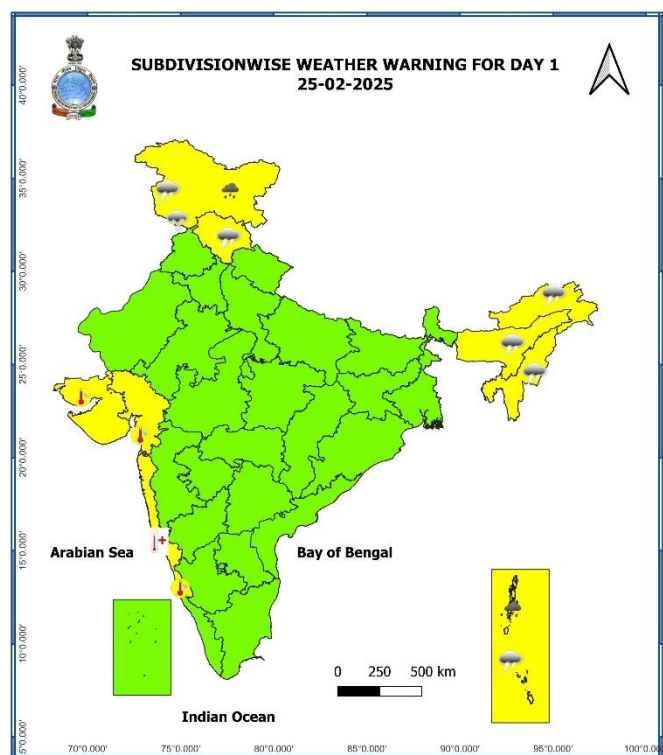 SUBDIVISIONWISE WEATHER WARNING FOR DAY 1
25-02-2025
40°0.000'
35°0.000'
30°0.000'
25°0.000'
20°0.000'
15°0.000'
10°0.000'
5°0.000'
Arabian Sea
Bay of Bengal
0 250 500 km
Indian Ocean
70°0.000' 75°0.000' 80°0.000' 85°0.000' 90°0.000' 95°0.000'